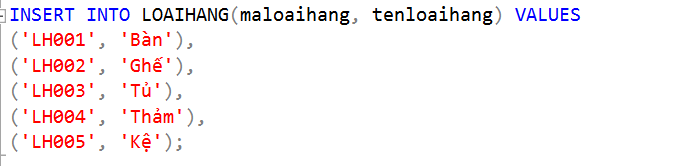 INSERT INTO LOAIHANG(maloaihang, tenloaihang) VALUES
('LH001', 'Bàn'),
('LH002', 'Ghế'),
('LH003', 'Tủ'),
('LH004', 'Thảm'),
('LH005', 'Kệ');